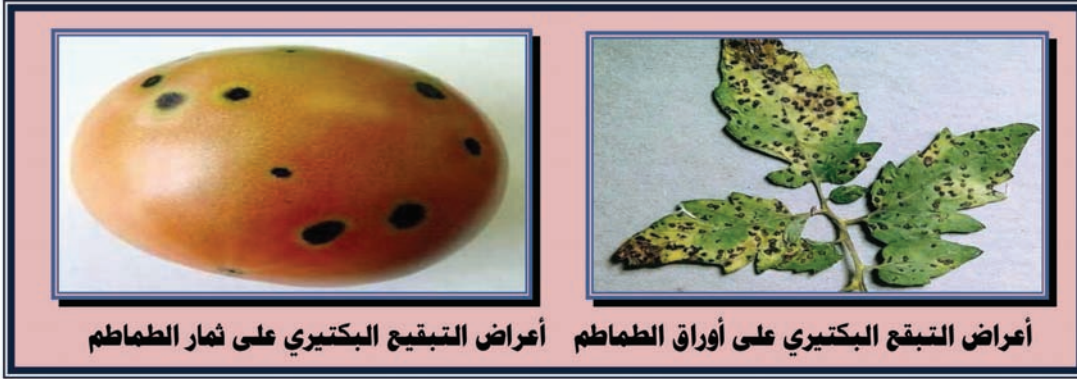 أعراض التبقع البكتيري على أوراق الطماطم
أعراض التبقيع البكتيري على ثمار الطماطم